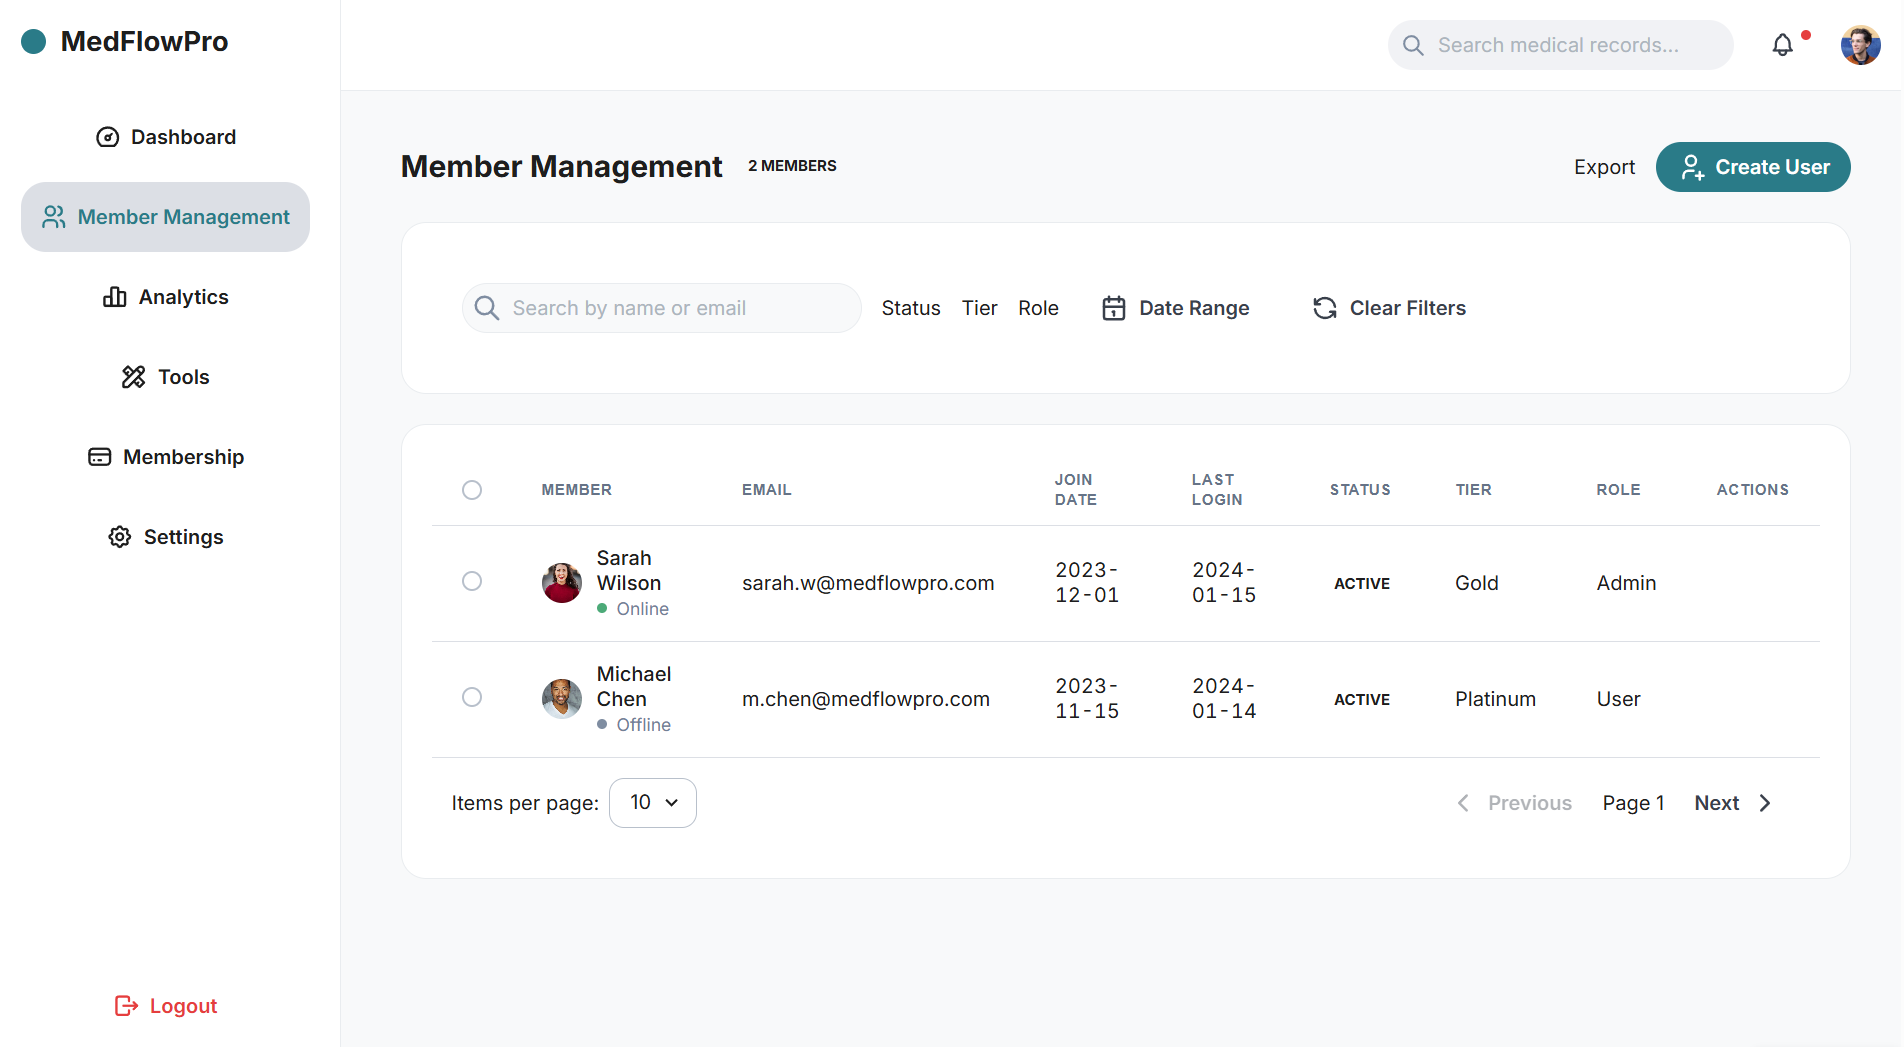 MedFlowPro
Search medical records...
Dashboard
Member Management
Analytics
Tools
Membership
Settings
Logout
Member Management
2 MEMBERS
Export
Create User
Search by name or email
Status
Tier
Role
1
Date Range
Clear Filters
MEMBER
EMAIL
JOIN
DATE
LAST
LOGIN
STATUS
TIER
ROLE
ACTIONS
Sarah
Wilson
Online
sarah.w@medflowpro.com
2023-
12-01
2024-
01-15
ACTIVE
Gold
Admin
Michael
Chen
Offline
m.chen@medflowpro.com
2023-
11-15
2024-
01-14
ACTIVE
Platinum
User
Items per page:
10
Previous
Page 1
Next